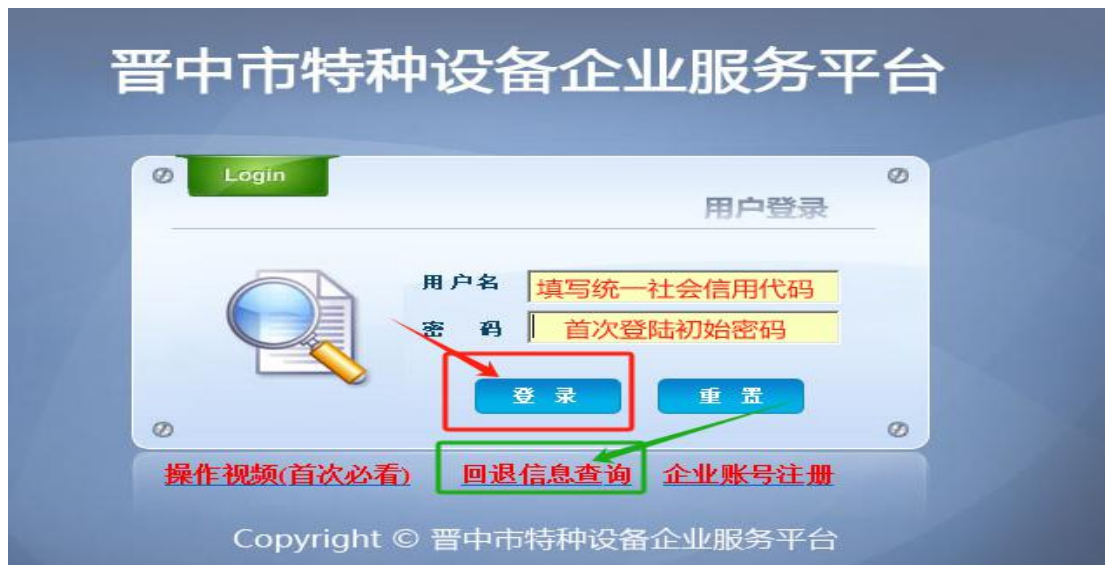 晋中市特种设备企业服务平台
Login
用户登录
用户名 填写统一社会信用代码
密 码 首次登陆初始密码
登 录 重 置
操作视频(首次必看) 回退信息查询 企业账号注册
Copyright © 晋中市特种设备企业服务平台